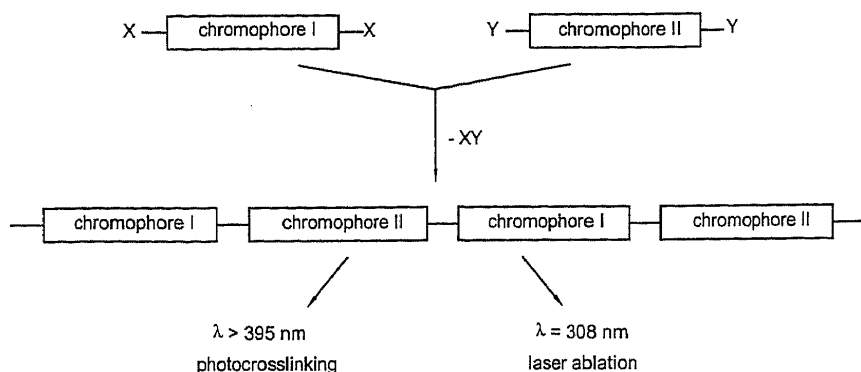 X chromophore I X Y chromophore II Y
- XY
chromophore I chromophore II chromophore I chromophore II
λ > 395 nm λ = 308 nm
photocrosslinking laser ablation